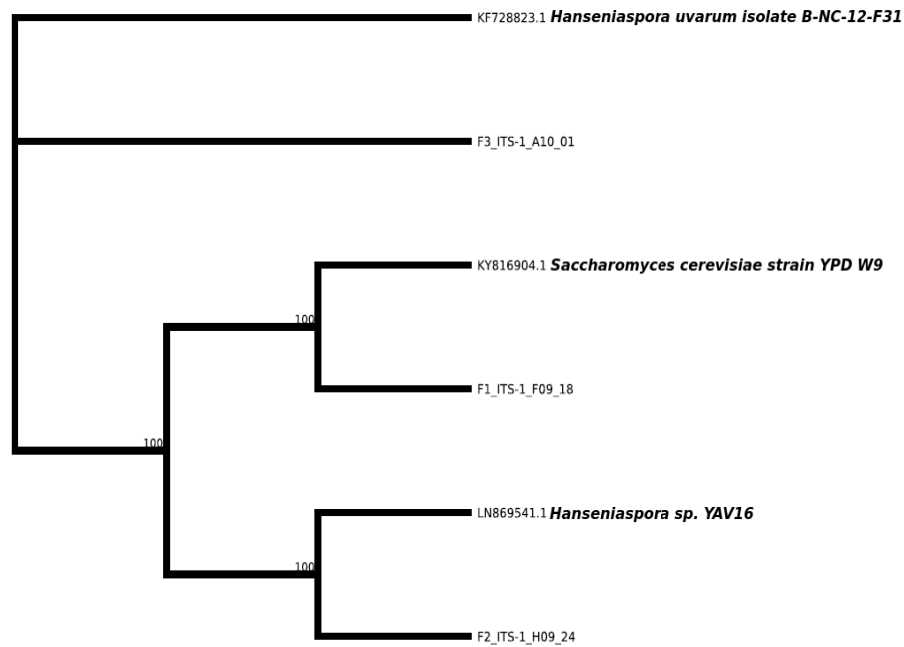 KF728823.1 Hanseniaspora uvarum isolate B-NC-12-F31
F3_ITS-1_A10_01
KY816904.1 Saccharomyces cerevisiae strain YPD W9
100
F1_ITS-1_F09_18
100
LN869541.1 Hanseniaspora sp. YAV16
100
F2_ITS-1_H09_24